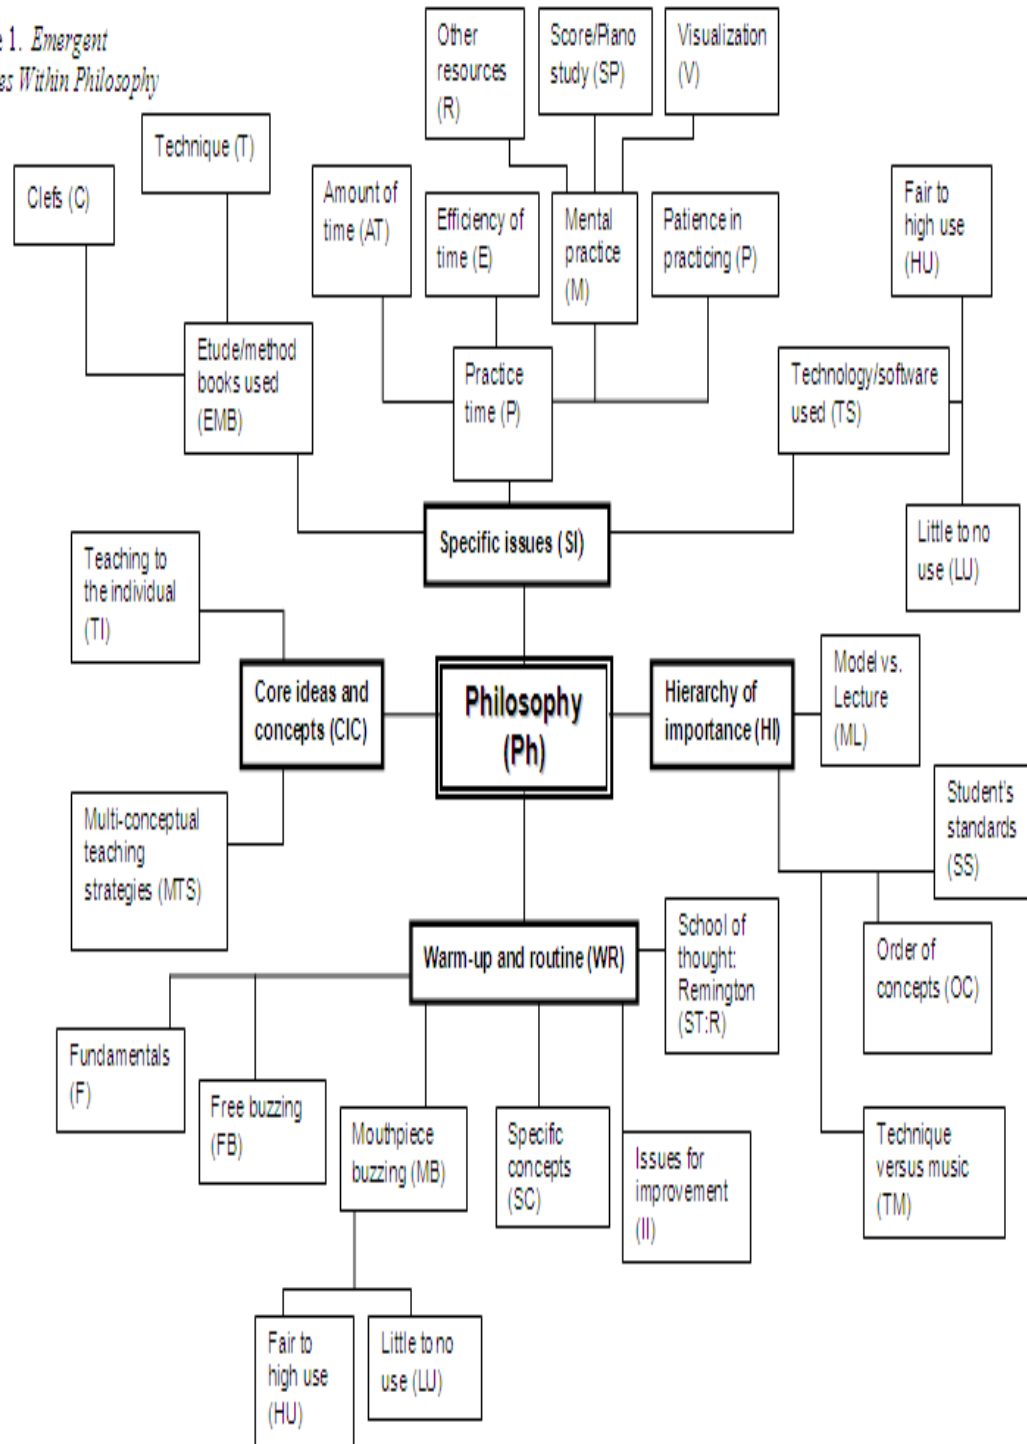 e 1. Emergent
es Within Philosophy
Other
resources
(R)
Score/Piano
study (SP)
Visualization
(V)
Technique (T)
Clefs (C)
Amount of
time (AT)
Efficiency of
time (E)
Mental
practice
(M)
Patience in
practicing (P)
Fair to
high use
(HU)
Etude/method
books used
(EMB)
Practice
time (P)
Technology/software
used (TS)
Specific issues (SI)
Little to no
use (LU)
Teaching to
the individual
(TI)
Core ideas and
concepts (CIC)
Philosophy
(Ph)
Hierarchy of
importance (HI)
Model vs.
Lecture
(ML)
Multi-conceptual
teaching
strategies (MTS)
Student's
standards
(SS)
Warm-up and routine (WR)
School of
thought:
Remington
(ST:R)
Order of
concepts (OC)
Fundamentals
(F)
Free buzzing
(FB)
Mouthpiece
buzzing (MB)
Specific
concepts
(SC)
Issues for
improvement
(II)
Technique
versus music
(TM)
Fair to
high use
(HU)
Little to no
use (LU)